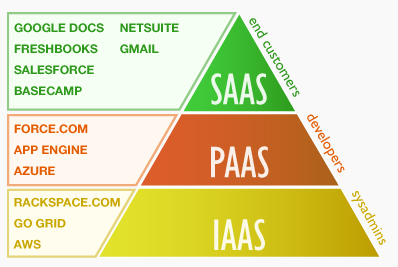 GOOGLE DOCS NETSUITE
FRESHBOOKS GMAIL
SALESFORCE
BASECAMP
SAAS
end customers
FORCE.COM
APP ENGINE
AZURE
PAAS
developers
RACKSPACE.COM
GO GRID
AWS
IAAS
sysadmins